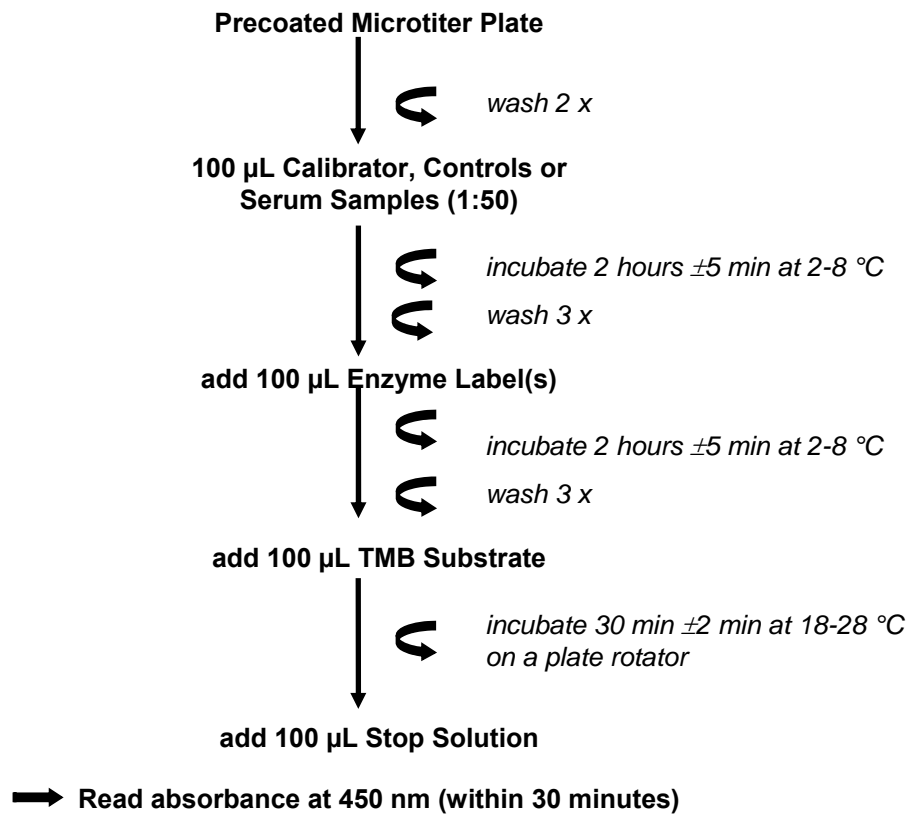 Precoated Microtiter Plate
wash 2 x
100 µL Calibrator, Controls or
Serum Samples (1:50)
incubate 2 hours ±5 min at 2-8 °C
wash 3 x
add 100 µL Enzyme Label(s)
incubate 2 hours ±5 min at 2-8 °C
wash 3 x
add 100 µL TMB Substrate
incubate 30 min ±2 min at 18-28 °C
on a plate rotator
add 100 µL Stop Solution
Read absorbance at 450 nm (within 30 minutes)